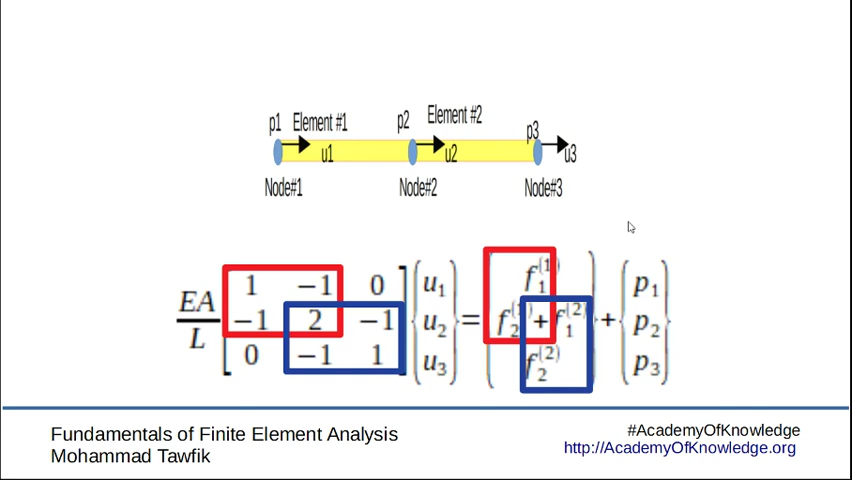 p1 Element #1 p2 Element #2 p3
u1 u2 u3
Node#1 Node#2 Node#3
EA/L [1 −1 0; −1 2 −1; 0 −1 1] {u₁; u₂; u₃} = {f₁⁽¹⁾; f₂⁽¹⁾ + f₁⁽²⁾; f₂⁽²⁾} + {p₁; p₂; p₃}
Fundamentals of Finite Element Analysis
Mohammad Tawfik
#AcademyOfKnowledge
http://AcademyOfKnowledge.org